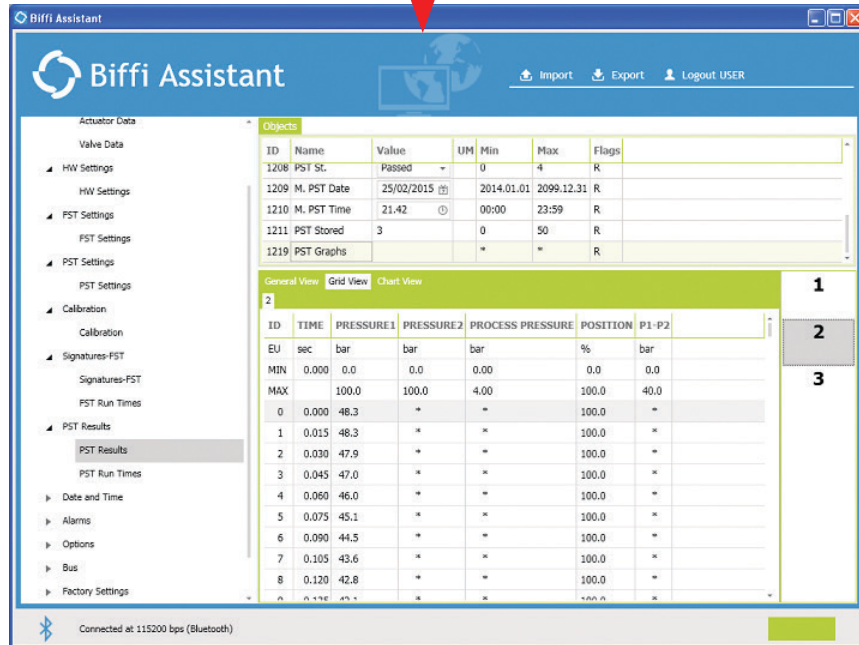 Biffi Assistant
Biffi Assistant
Import Export Logout USER
Actuator Data
Valve Data
HW Settings
HW Settings
FST Settings
FST Settings
PST Settings
PST Settings
Calibration
Calibration
Signatures-FST
Signatures-FST
FST Run Times
PST Results
PST Results
PST Run Times
Date and Time
Alarms
Options
Bus
Factory Settings
Objects
ID Name Value UM Min Max Flags
1208 PST St. Passed 0 4 R
1209 M. PST Date 25/02/2015 2014.01.01 2099.12.31 R
1210 M. PST Time 21.42 00:00 23:59 R
1211 PST Stored 3 0 50 R
1219 PST Graphs * * R
General View Grid View Chart View
2
ID TIME PRESSURE1 PRESSURE2 PROCESS PRESSURE POSITION P1-P2
EU sec bar bar bar % bar
MIN 0.000 0.0 0.0 0.00 0.0 0.0
MAX 100.0 100.0 4.00 100.0 40.0
0 0.000 48.3 * * 100.0 *
1 0.015 48.3 * * 100.0 *
2 0.030 47.9 * * 100.0 *
3 0.045 47.0 * * 100.0 *
4 0.060 46.0 * * 100.0 *
5 0.075 45.1 * * 100.0 *
6 0.090 44.5 * * 100.0 *
7 0.105 43.6 * * 100.0 *
8 0.120 42.8 * * 100.0 *
1
2
3
Connected at 115200 bps (Bluetooth)